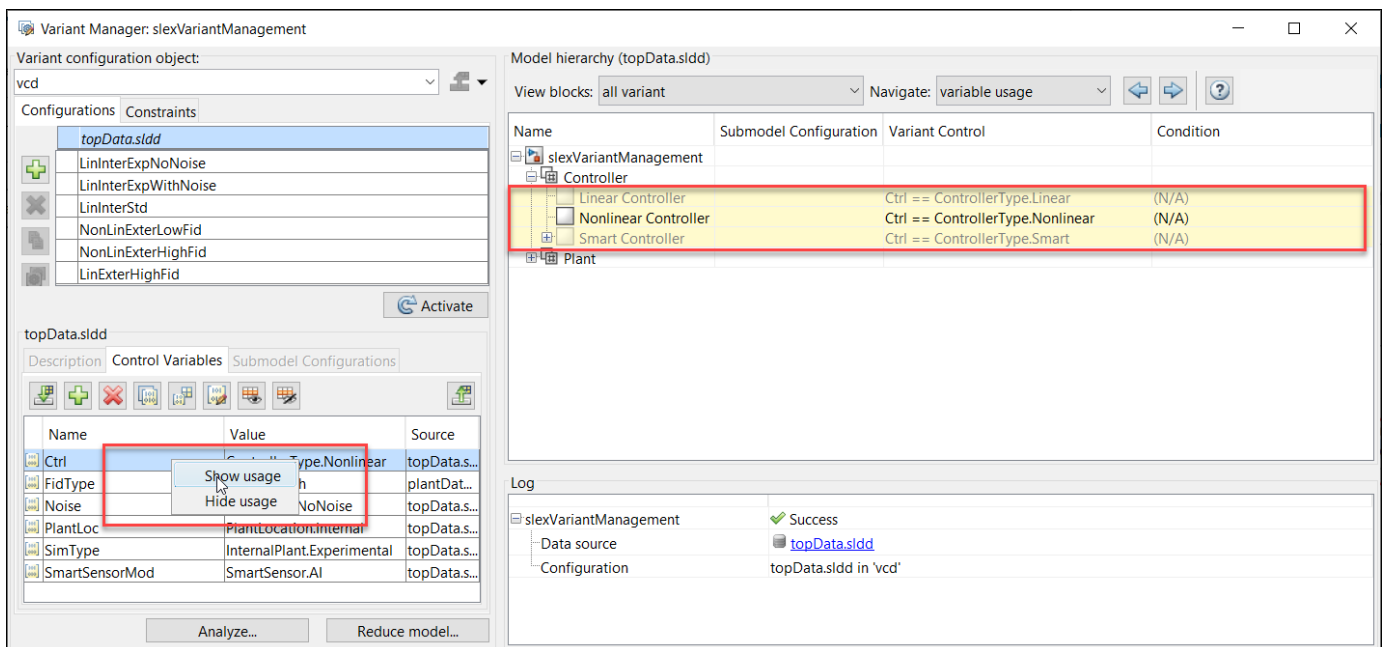 Variant Manager: slexVariantManagement
Variant configuration object:
vcd
Configurations Constraints
topData.sldd
LinInterExpNoNoise
LinInterExpWithNoise
LinInterStd
NonLinExterLowFid
NonLinExterHighFid
LinExterHighFid
Activate
topData.sldd
Description Control Variables Submodel Configurations
Name Value Source
Ctrl Type.Nonlinear topData.s...
FidType plantDat...
Noise NoNoise topData.s...
PlantLoc PlantLocation.Internal topData.s...
SimType InternalPlant.Experimental topData.s...
SmartSensorMod SmartSensor.AI topData.s...
Show usage
Hide usage
Analyze... Reduce model...
Model hierarchy (topData.sldd)
View blocks: all variant Navigate: variable usage
Name Submodel Configuration Variant Control Condition
slexVariantManagement
Controller
Linear Controller Ctrl == ControllerType.Linear (N/A)
Nonlinear Controller Ctrl == ControllerType.Nonlinear (N/A)
Smart Controller Ctrl == ControllerType.Smart (N/A)
Plant
Log
slexVariantManagement Success
Data source topData.sldd
Configuration topData.sldd in 'vcd'